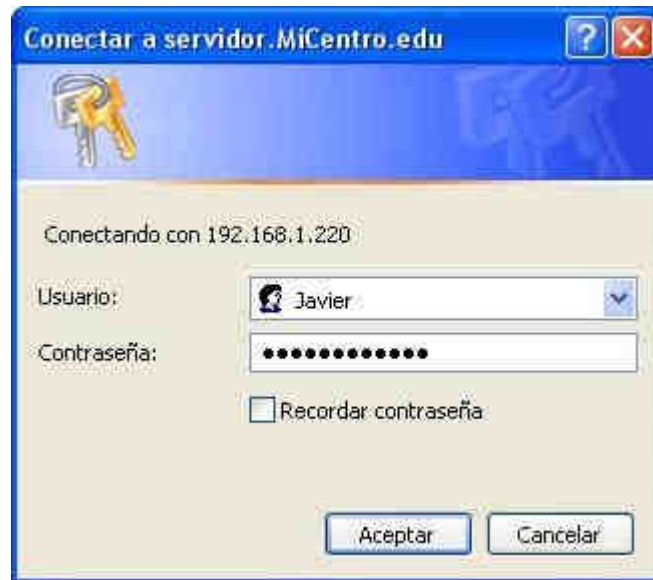 Conectar a servidor.MiCentro.edu
Conectando con 192.168.1.220
Usuario: Javier
Contraseña: ••••••••••••
Recordar contraseña
Aceptar Cancelar